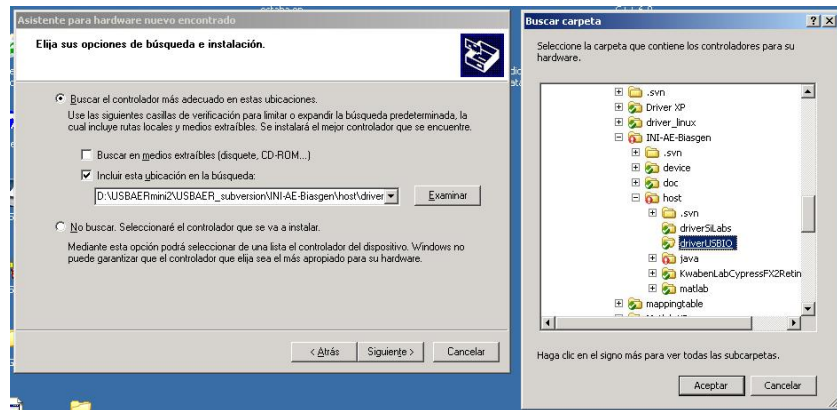 Asistente para hardware nuevo encontrado
Elija sus opciones de búsqueda e instalación.
Buscar el controlador más adecuado en estas ubicaciones.
Use las siguientes casillas de verificación para limitar o expandir la búsqueda predeterminada, la
cual incluye rutas locales y medios extraíbles. Se instalará el mejor controlador que se encuentre.
Buscar en medios extraíbles (disquete, CD-ROM...)
Incluir esta ubicación en la búsqueda:
D:\USBAERmini2\USBAER_subversion\INI-AE-Biasgen\host\driver
Examinar
No buscar. Seleccionaré el controlador que se va a instalar.
Mediante esta opción podrá seleccionar de una lista el controlador del dispositivo. Windows no
puede garantizar que el controlador que elija sea el más apropiado para su hardware.
< Atrás
Siguiente >
Cancelar
Buscar carpeta
Seleccione la carpeta que contiene los controladores para su
hardware.
.svn
Driver XP
driver_linux
INI-AE-Biasgen
.svn
device
doc
host
.svn
driverSiLabs
driverUSBIO
java
KwabenLabCypressFX2Retin
matlab
mappingtable
Haga clic en el signo más para ver todas las subcarpetas.
Aceptar
Cancelar